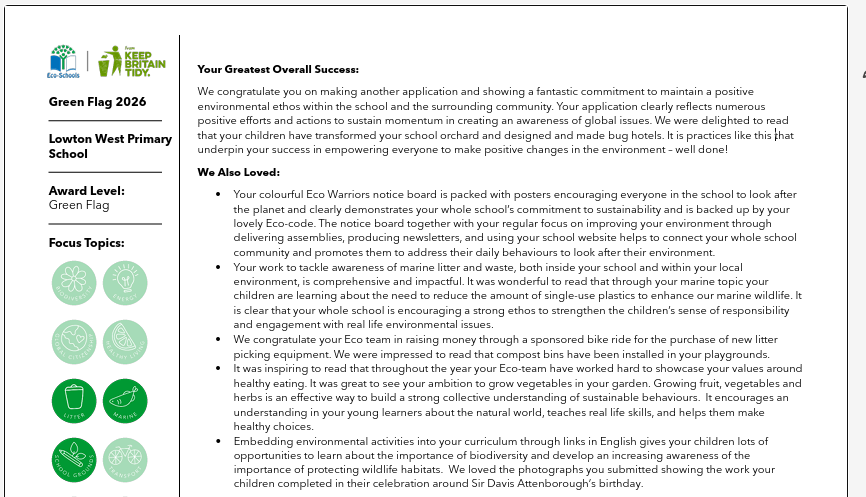 Eco-Schools
From
KEEP
BRITAIN
TIDY.
Green Flag 2026
Lowton West Primary
School
Award Level:
Green Flag
Focus Topics:
BIODIVERSITY
ENERGY
GLOBAL CITIZENSHIP
HEALTHY LIVING
LITTER
MARINE
SCHOOL GROUNDS
TRANSPORT
Your Greatest Overall Success:
We congratulate you on making another application and showing a fantastic commitment to maintain a positive
environmental ethos within the school and the surrounding community. Your application clearly reflects numerous
positive efforts and actions to sustain momentum in creating an awareness of global issues. We were delighted to read
that your children have transformed your school orchard and designed and made bug hotels. It is practices like this that
underpin your success in empowering everyone to make positive changes in the environment – well done!
We Also Loved:
• Your colourful Eco Warriors notice board is packed with posters encouraging everyone in the school to look after
the planet and clearly demonstrates your whole school’s commitment to sustainability and is backed up by your
lovely Eco-code. The notice board together with your regular focus on improving your environment through
delivering assemblies, producing newsletters, and using your school website helps to connect your whole school
community and promotes them to address their daily behaviours to look after their environment.
• Your work to tackle awareness of marine litter and waste, both inside your school and within your local
environment, is comprehensive and impactful. It was wonderful to read that through your marine topic your
children are learning about the need to reduce the amount of single-use plastics to enhance our marine wildlife. It
is clear that your whole school is encouraging a strong ethos to strengthen the children’s sense of responsibility
and engagement with real life environmental issues.
• We congratulate your Eco team in raising money through a sponsored bike ride for the purchase of new litter
picking equipment. We were impressed to read that compost bins have been installed in your playgrounds.
• It was inspiring to read that throughout the year your Eco-team have worked hard to showcase your values around
healthy eating. It was great to see your ambition to grow vegetables in your garden. Growing fruit, vegetables and
herbs is an effective way to build a strong collective understanding of sustainable behaviours. It encourages an
understanding in your young learners about the natural world, teaches real life skills, and helps them make
healthy choices.
• Embedding environmental activities into your curriculum through links in English gives your children lots of
opportunities to learn about the importance of biodiversity and develop an increasing awareness of the
importance of protecting wildlife habitats. We loved the photographs you submitted showing the work your
children completed in their celebration around Sir Davis Attenborough’s birthday.